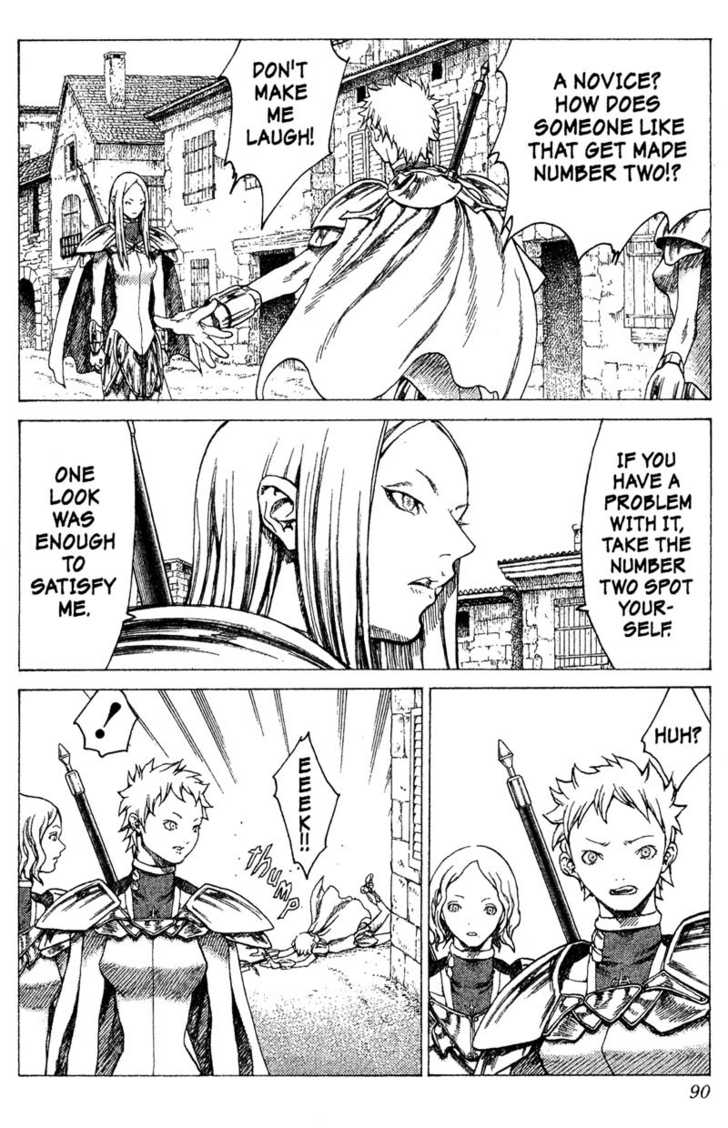 A NOVICE?
HOW DOES
SOMEONE LIKE
THAT GET MADE
NUMBER TWO!?
DON'T
MAKE
ME
LAUGH!
IF YOU
HAVE A
PROBLEM
WITH IT,
TAKE THE
NUMBER
TWO SPOT
YOUR-
SELF.
ONE
LOOK
WAS
ENOUGH
TO
SATISFY
ME.
HUH?
!
EEEK!!
thump
90